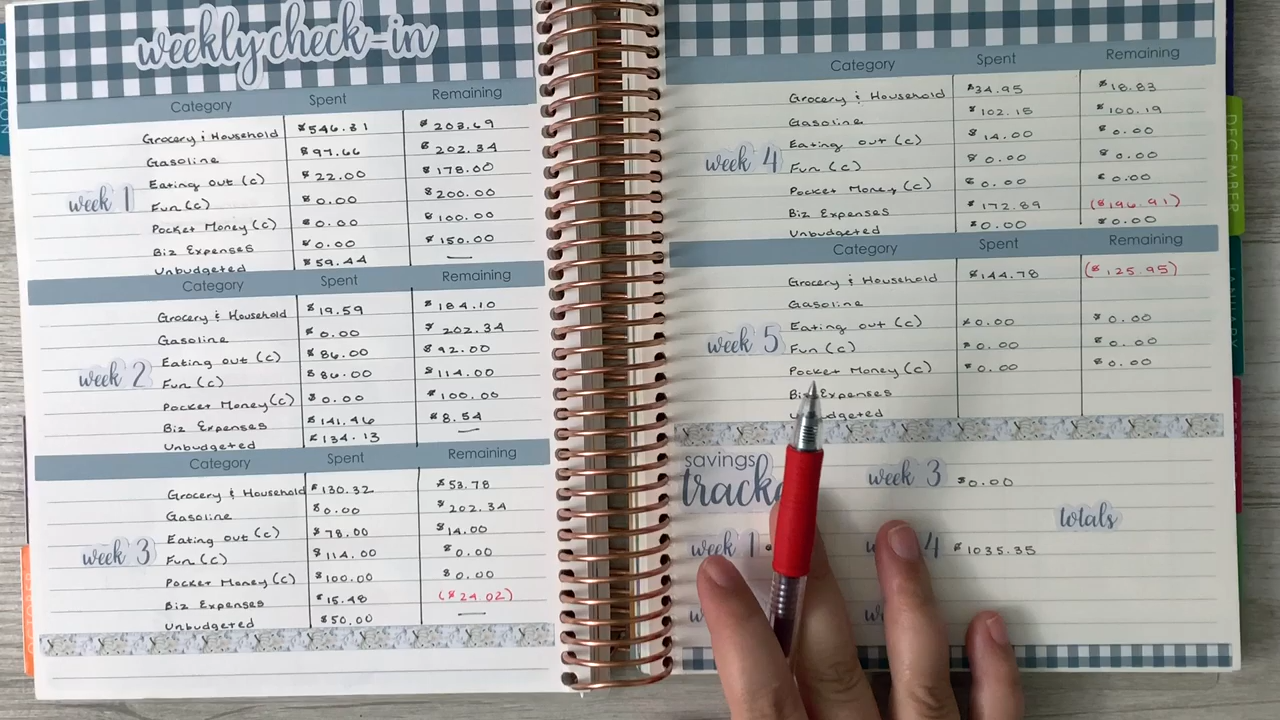 weekly check-in
Category Spent Remaining
week 1
Grocery & Household $546.31 $203.69
Gasoline $97.66 $202.34
Eating out (c) $22.00 $178.00
Fun (c) $0.00 $200.00
Pocket Money (c) $0.00 $100.00
Biz Expenses $0.00 $150.00
Unbudgeted $59.44 —
Category Spent Remaining
week 2
Grocery & Household $19.59 $184.10
Gasoline $0.00 $202.34
Eating out (c) $86.00 $92.00
Fun (c) $86.00 $114.00
Pocket Money (c) $0.00 $100.00
Biz Expenses $141.46 $8.54
Unbudgeted $134.13 —
Category Spent Remaining
week 3
Grocery & Household $130.32 $53.78
Gasoline $0.00 $202.34
Eating out (c) $78.00 $14.00
Fun (c) $114.00 $0.00
Pocket Money (c) $100.00 $0.00
Biz Expenses $15.48 ($24.02)
Unbudgeted $50.00 —
Category Spent Remaining
week 4
Grocery & Household $34.95 $18.83
Gasoline $102.15 $100.19
Eating out (c) $14.00 $0.00
Fun (c) $0.00 $0.00
Pocket Money (c) $0.00 $0.00
Biz Expenses $172.89 ($196.91)
$0.00 $0.00
Category Spent Remaining
week 5
Grocery & Household $144.78 ($125.95)
Gasoline
Eating out (c) $0.00 $0.00
Fun (c) $0.00 $0.00
Pocket Money (c) $0.00 $0.00
Biz Expenses
Unbudgeted
savings
week 3 $0.00
totals
week 1
4 $1035.35
NOVEMBER
DECEMBER
JANUARY